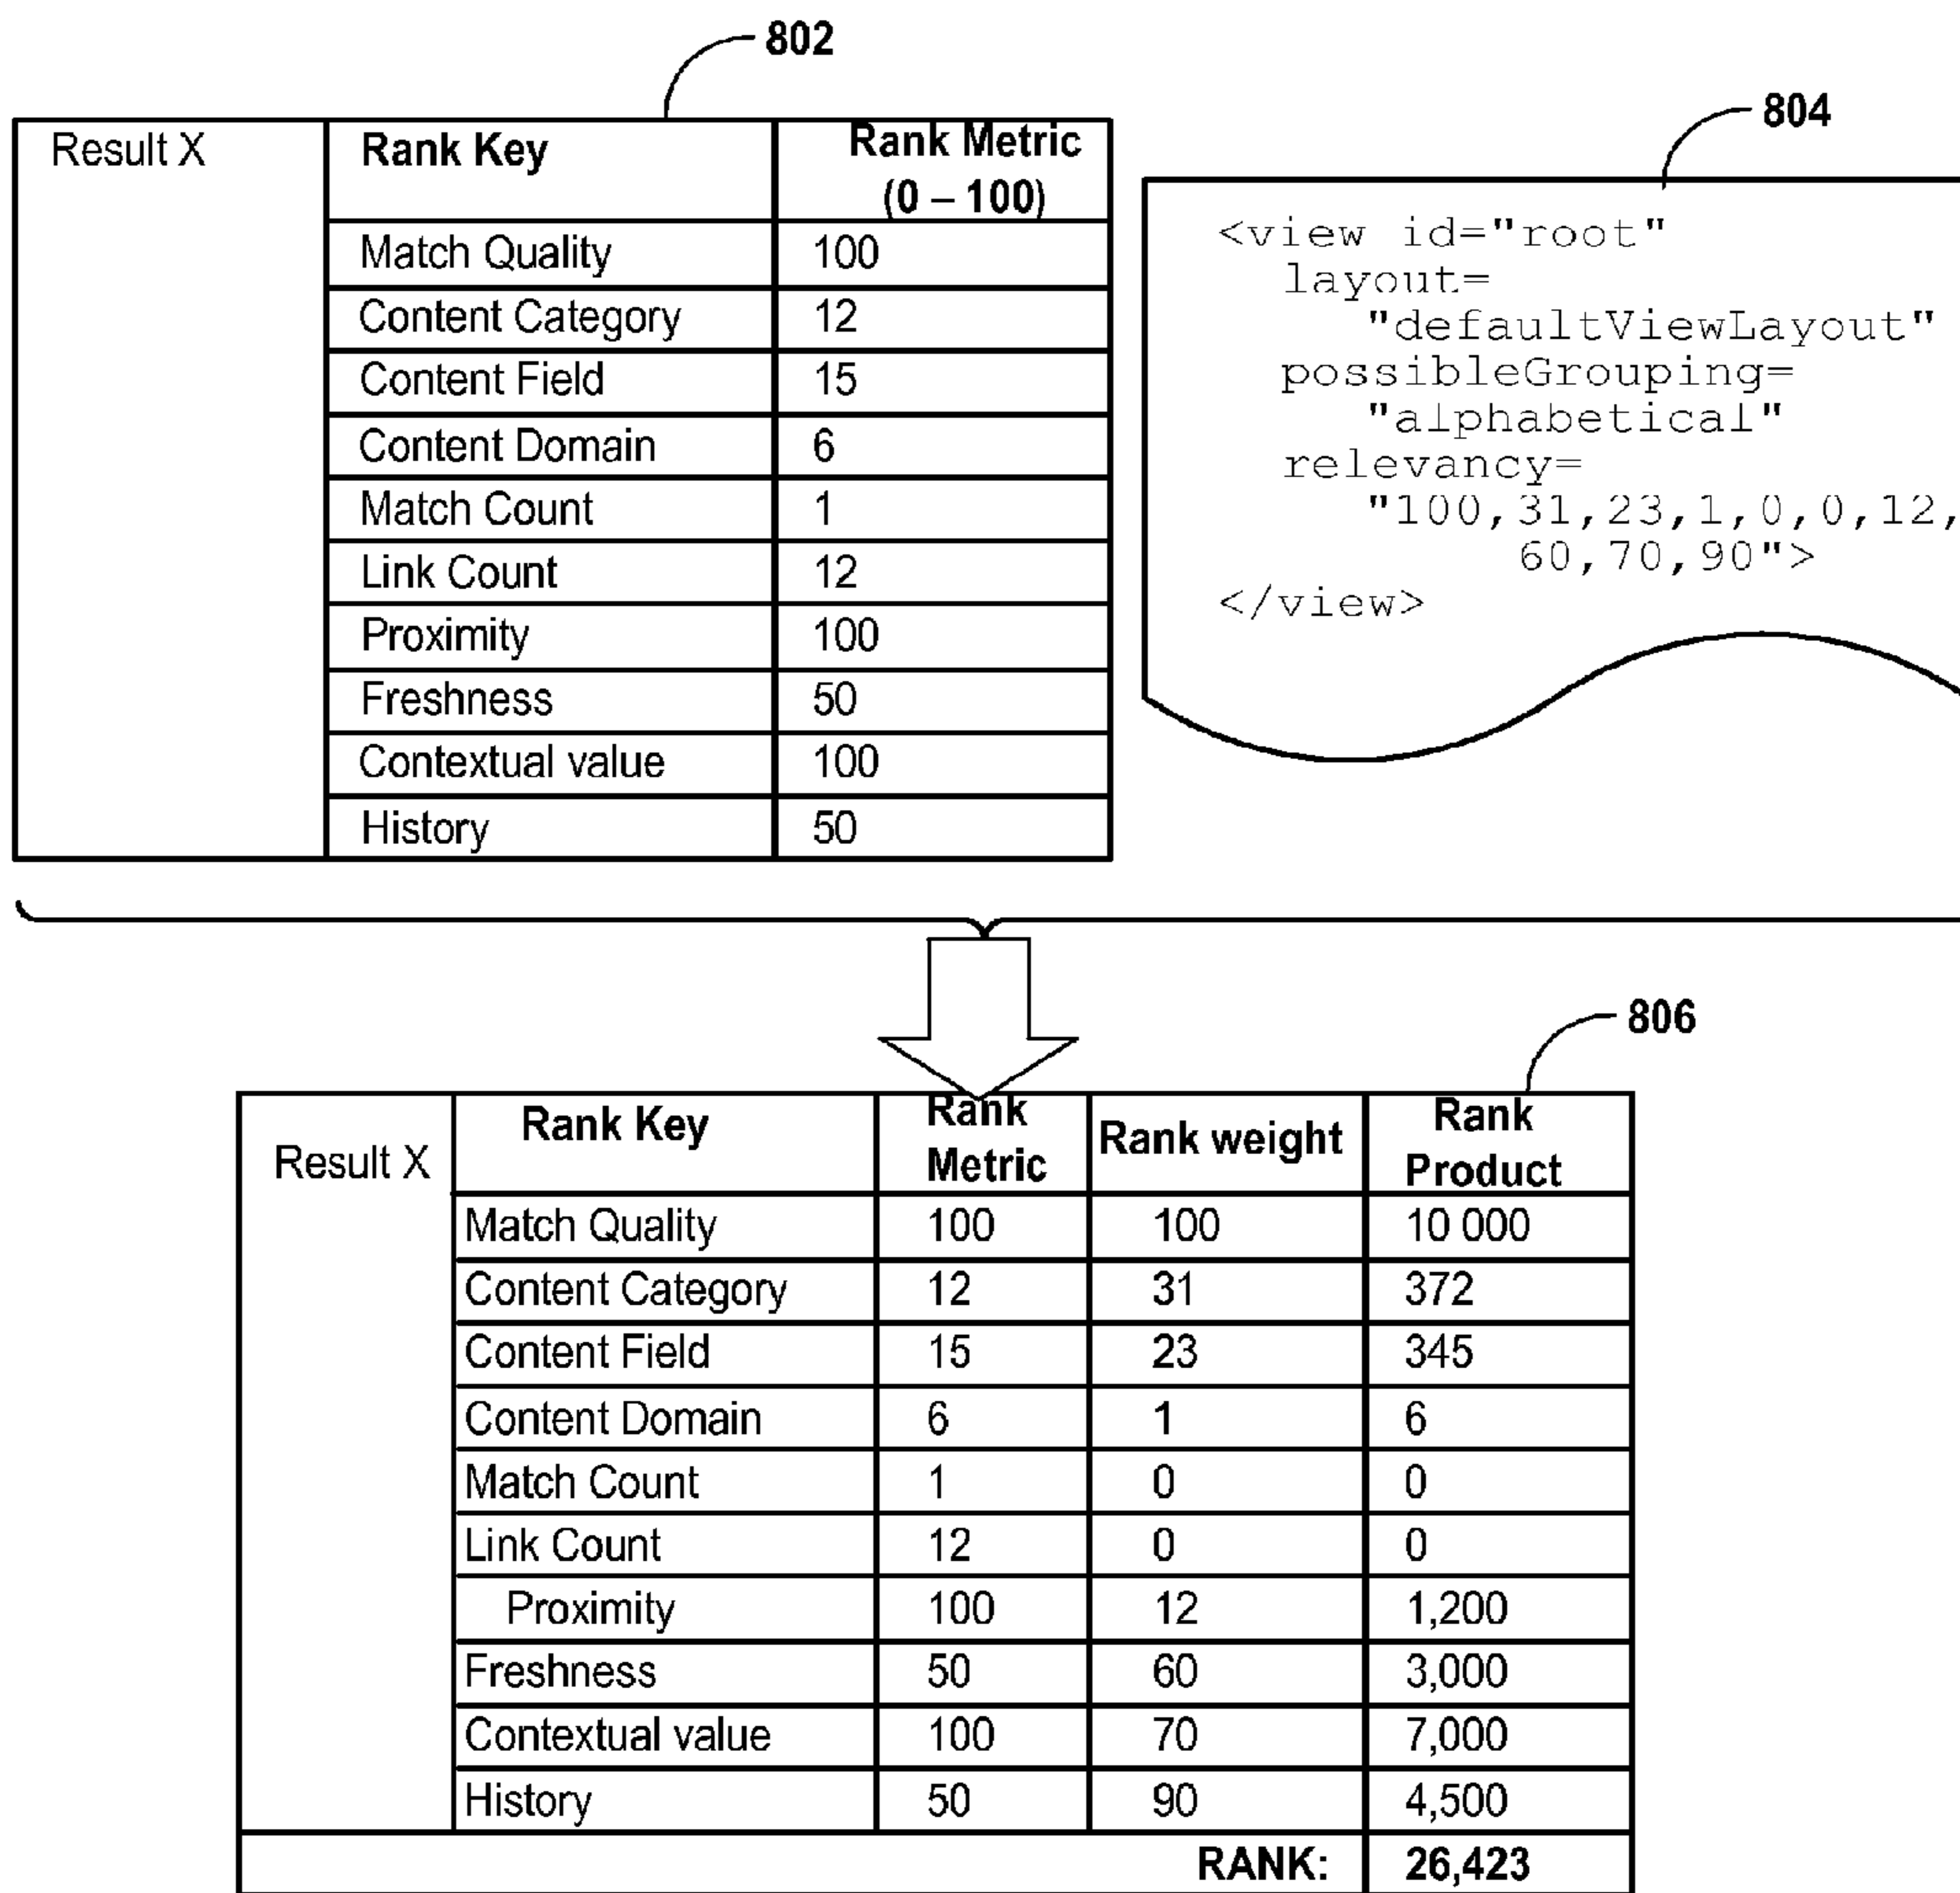 802
Result X Rank Key Rank Metric
(0 – 100)
Match Quality 100
Content Category 12
Content Field 15
Content Domain 6
Match Count 1
Link Count 12
Proximity 100
Freshness 50
Contextual value 100
History 50
804
<view id="root"
layout=
"defaultViewLayout"
possibleGrouping=
"alphabetical"
relevancy=
"100,31,23,1,0,0,12,
60,70,90">
</view>
806
Result X Rank Key Rank Metric Rank weight Rank Product
Match Quality 100 100 10 000
Content Category 12 31 372
Content Field 15 23 345
Content Domain 6 1 6
Match Count 1 0 0
Link Count 12 0 0
Proximity 100 12 1,200
Freshness 50 60 3,000
Contextual value 100 70 7,000
History 50 90 4,500
RANK: 26,423